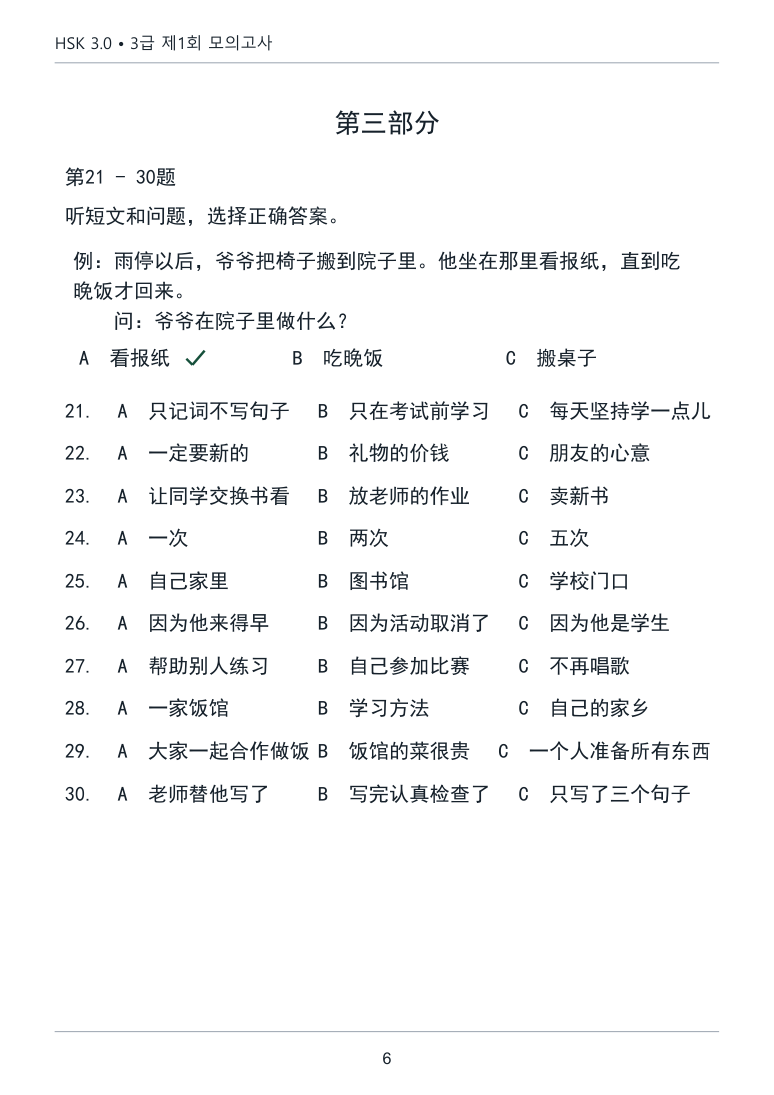 HSK 3.0 • 3급 제1회 모의고사
第三部分
第21 - 30题
听短文和问题，选择正确答案。
例：雨停以后，爷爷把椅子搬到院子里。他坐在那里看报纸，直到吃
晚饭才回来。
问：爷爷在院子里做什么？
A 看报纸 ✓ B 吃晚饭 C 搬桌子
21. A 只记词不写句子 B 只在考试前学习 C 每天坚持学一点儿
22. A 一定要新的 B 礼物的价钱 C 朋友的心意
23. A 让同学交换书看 B 放老师的作业 C 卖新书
24. A 一次 B 两次 C 五次
25. A 自己家里 B 图书馆 C 学校门口
26. A 因为他来得早 B 因为活动取消了 C 因为他是学生
27. A 帮助别人练习 B 自己参加比赛 C 不再唱歌
28. A 一家饭馆 B 学习方法 C 自己的家乡
29. A 大家一起合作做饭 B 饭馆的菜很贵 C 一个人准备所有东西
30. A 老师替他写了 B 写完认真检查了 C 只写了三个句子
6